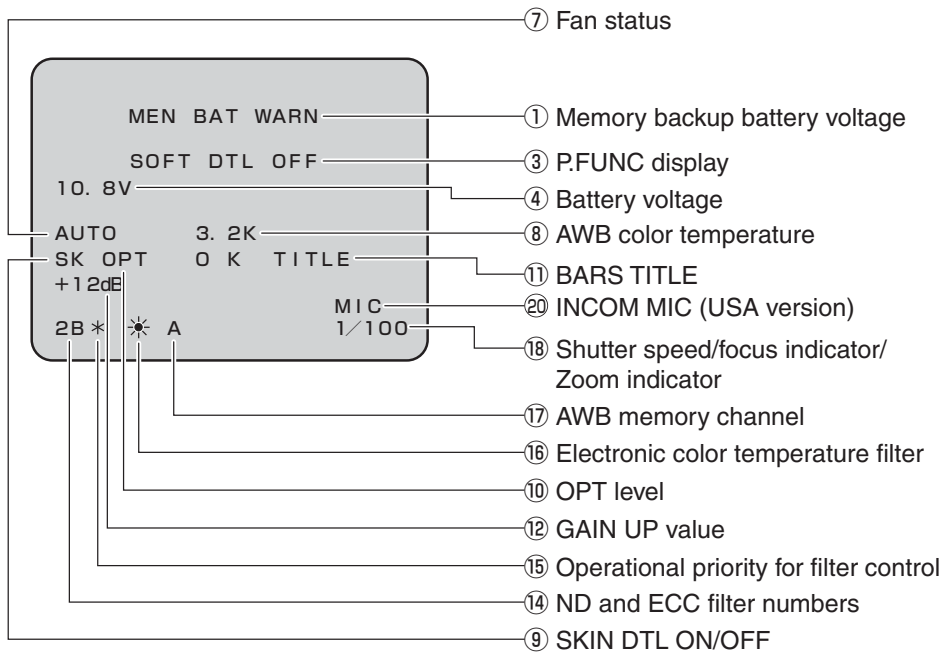 ⑦ Fan status
MEN BAT WARN
① Memory backup battery voltage
SOFT DTL OFF
③ P.FUNC display
10. 8V
④ Battery voltage
AUTO 3. 2K
⑧ AWB color temperature
SK OPT O K TITLE
⑪ BARS TITLE
+12dB
MIC
⑳ INCOM MIC (USA version)
2B * ☀ A 1/100
⑱ Shutter speed/focus indicator/
Zoom indicator
⑰ AWB memory channel
⑯ Electronic color temperature filter
⑩ OPT level
⑫ GAIN UP value
⑮ Operational priority for filter control
⑭ ND and ECC filter numbers
⑨ SKIN DTL ON/OFF